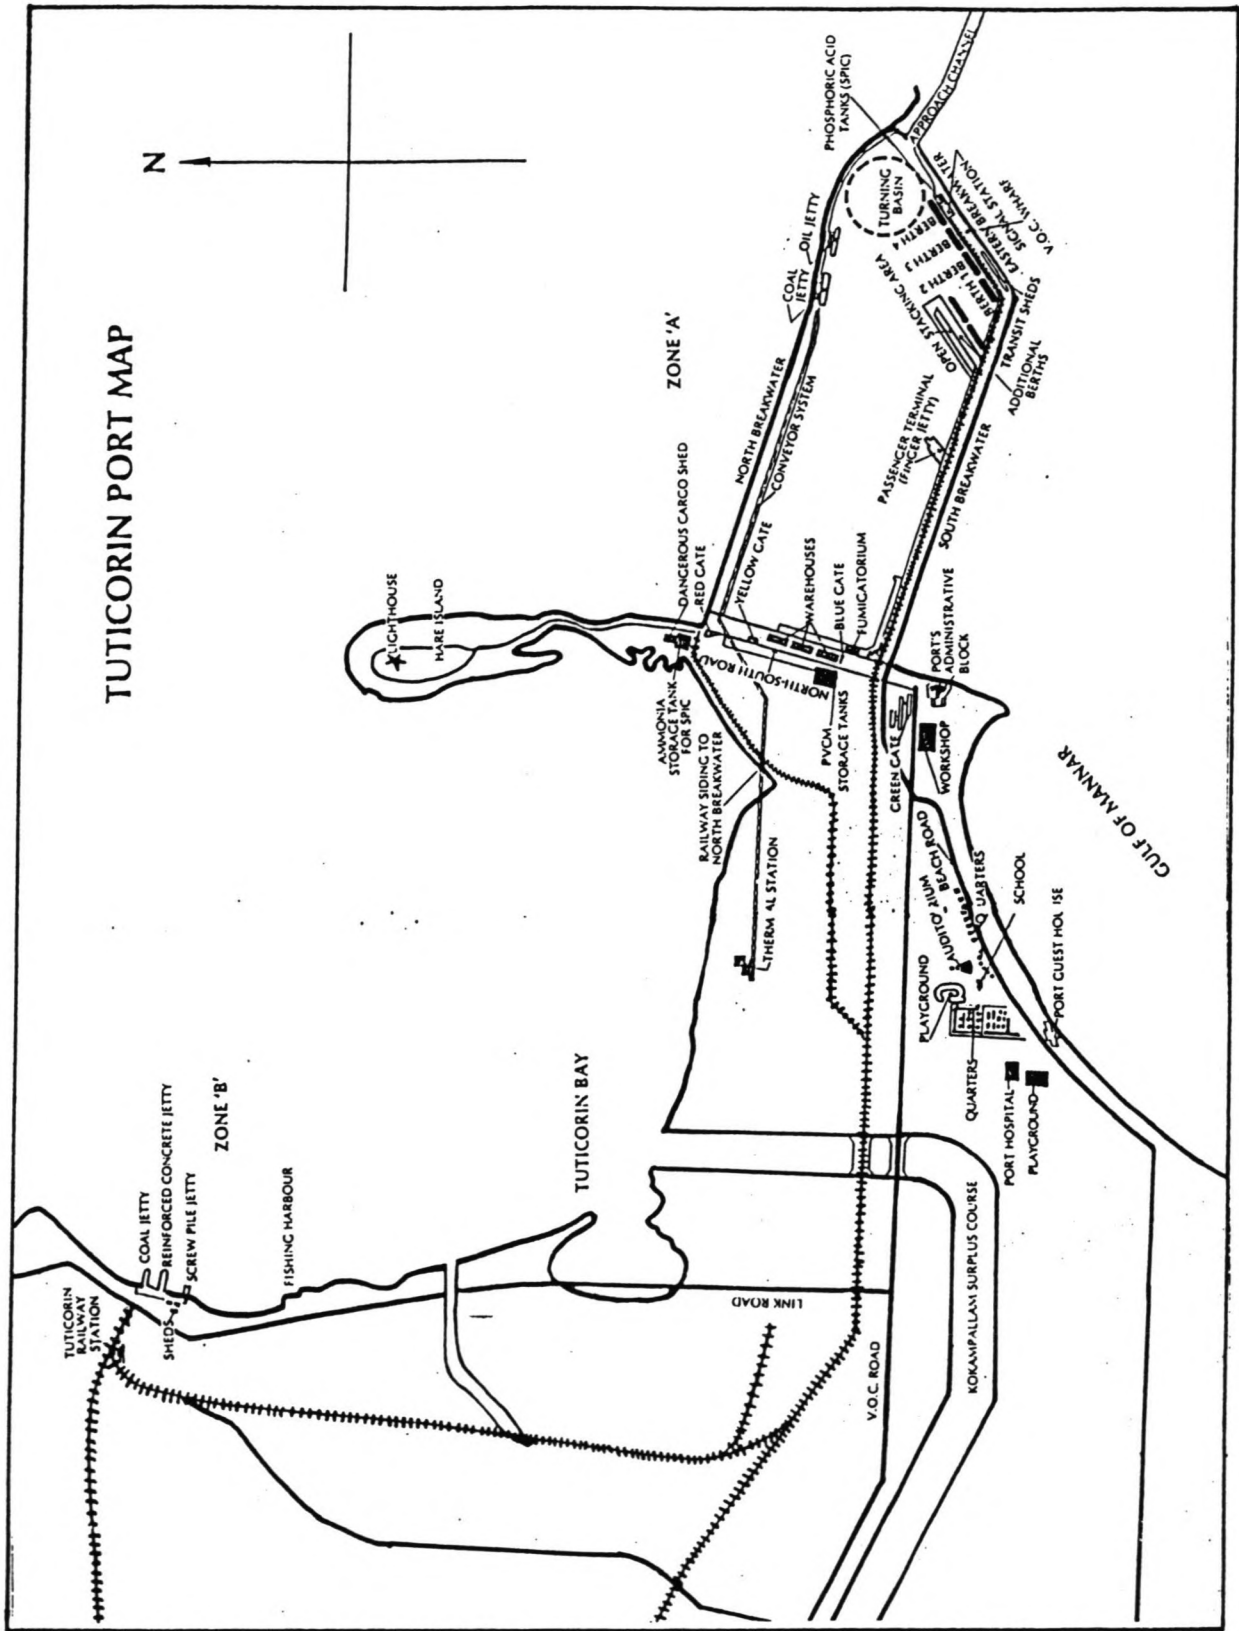 TUTICORIN PORT MAP
N
LIGHTHOUSE
HARE ISLAND
ZONE 'A'
DANGEROUS CARGO SHED
RED GATE
NORTH BREAKWATER
CONVEYOR SYSTEM
YELLOW GATE
COAL
JETTY
OIL JETTY
PHOSPHORIC ACID
TANKS (SPIC)
TURNING
BASIN
APPROACH CHANNEL
EASTERN BREAKWATER
SIGNAL STATION
V.O.C. WHARF
BERTH 4
BERTH 3
BERTH 2
BERTH 1
OPEN STACKING AREA
TRANSIT SHEDS
ADDITIONAL
BERTHS
PASSENGER TERMINAL
(FINGER JETTY)
SOUTH BREAKWATER
WAREHOUSES
BLUE GATE
FUMIGATORIUM
NORTH-SOUTH ROAD
AMMONIA
STORAGE TANK
FOR SPIC
RAILWAY SIDING TO
NORTH BREAKWATER
PVCM
STORAGE TANKS
GREEN GATE
PORT'S
ADMINISTRATIVE
BLOCK
WORKSHOP
GULF OF MANNAR
THERMAL STATION
BEACH ROAD
AUDITORIUM
QUARTERS
SCHOOL
PLAYGROUND
PORT GUEST HOUSE
QUARTERS
PORT HOSPITAL
PLAYGROUND
ZONE 'B'
TUTICORIN BAY
COAL JETTY
REINFORCED CONCRETE JETTY
SCREW PILE JETTY
FISHING HARBOUR
TUTICORIN
RAILWAY
STATION
SHEDS
LINK ROAD
V.O.C. ROAD
KOKAMPALLAM SURPLUS COURSE